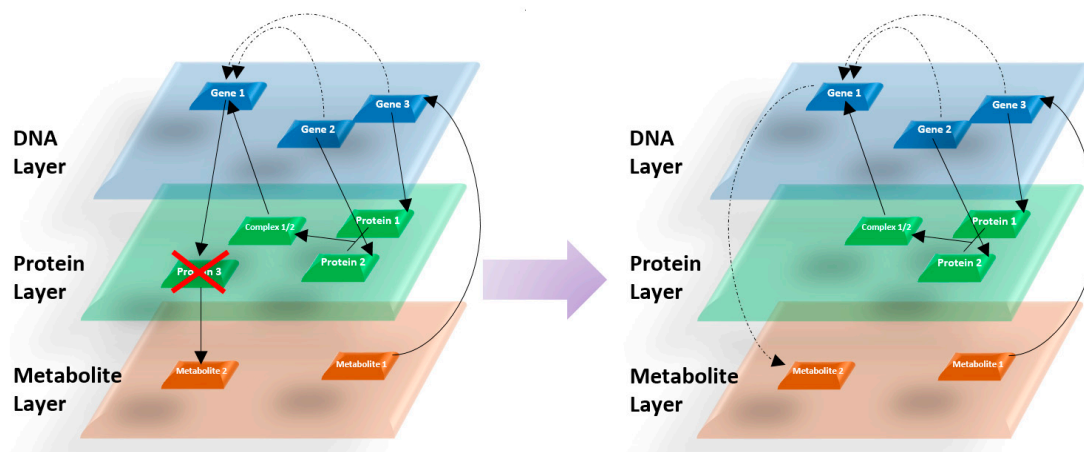 Gene 1
Gene 3
Gene 2
DNA
Layer
Protein 1
Complex 1/2
Protein 2
Protein 3
Protein
Layer
Metabolite 1
Metabolite 2
Metabolite
Layer
Gene 1
Gene 3
Gene 2
DNA
Layer
Protein 1
Complex 1/2
Protein 2
Protein
Layer
Metabolite 1
Metabolite 2
Metabolite
Layer